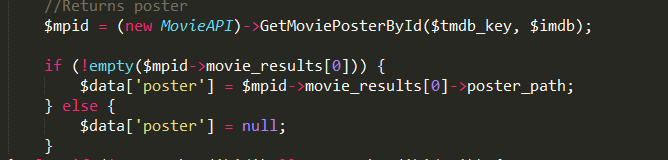 //Returns poster
$mpid = (new MovieAPI)->GetMoviePosterById($tmdb_key, $imdb);
if (!empty($mpid->movie_results[0])) {
$data['poster'] = $mpid->movie_results[0]->poster_path;
} else {
$data['poster'] = null;
}